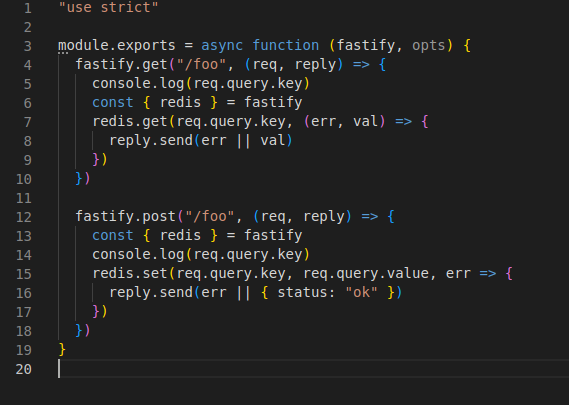 1 "use strict"
2
3 module.exports = async function (fastify, opts) {
4   fastify.get("/foo", (req, reply) => {
5     console.log(req.query.key)
6     const { redis } = fastify
7     redis.get(req.query.key, (err, val) => {
8       reply.send(err || val)
9     })
10   })
11
12   fastify.post("/foo", (req, reply) => {
13     const { redis } = fastify
14     console.log(req.query.key)
15     redis.set(req.query.key, req.query.value, err => {
16       reply.send(err || { status: "ok" })
17     })
18   })
19 }
20